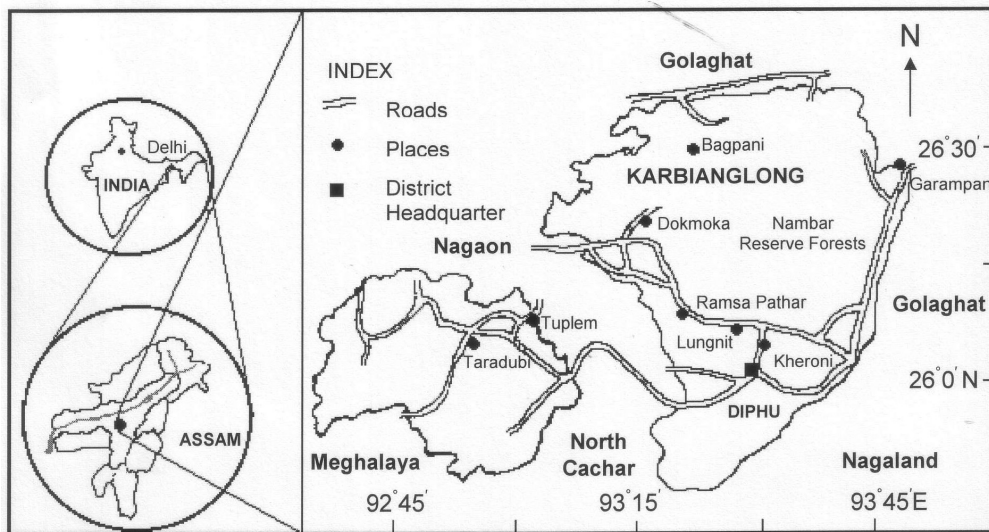 Delhi
INDIA
ASSAM
INDEX
Roads
Places
District
Headquarter
Golaghat
N
Bagpani
26°30'
KARBIANGLONG
Garampani
Dokmoka
Nambar
Reserve Forests
Nagaon
Ramsa Pathar
Golaghat
Tuplem
Lungnit
Kheroni
Taradubi
26°0' N
DIPHU
Meghalaya
North
Cachar
Nagaland
92°45'
93°15'
93°45'E